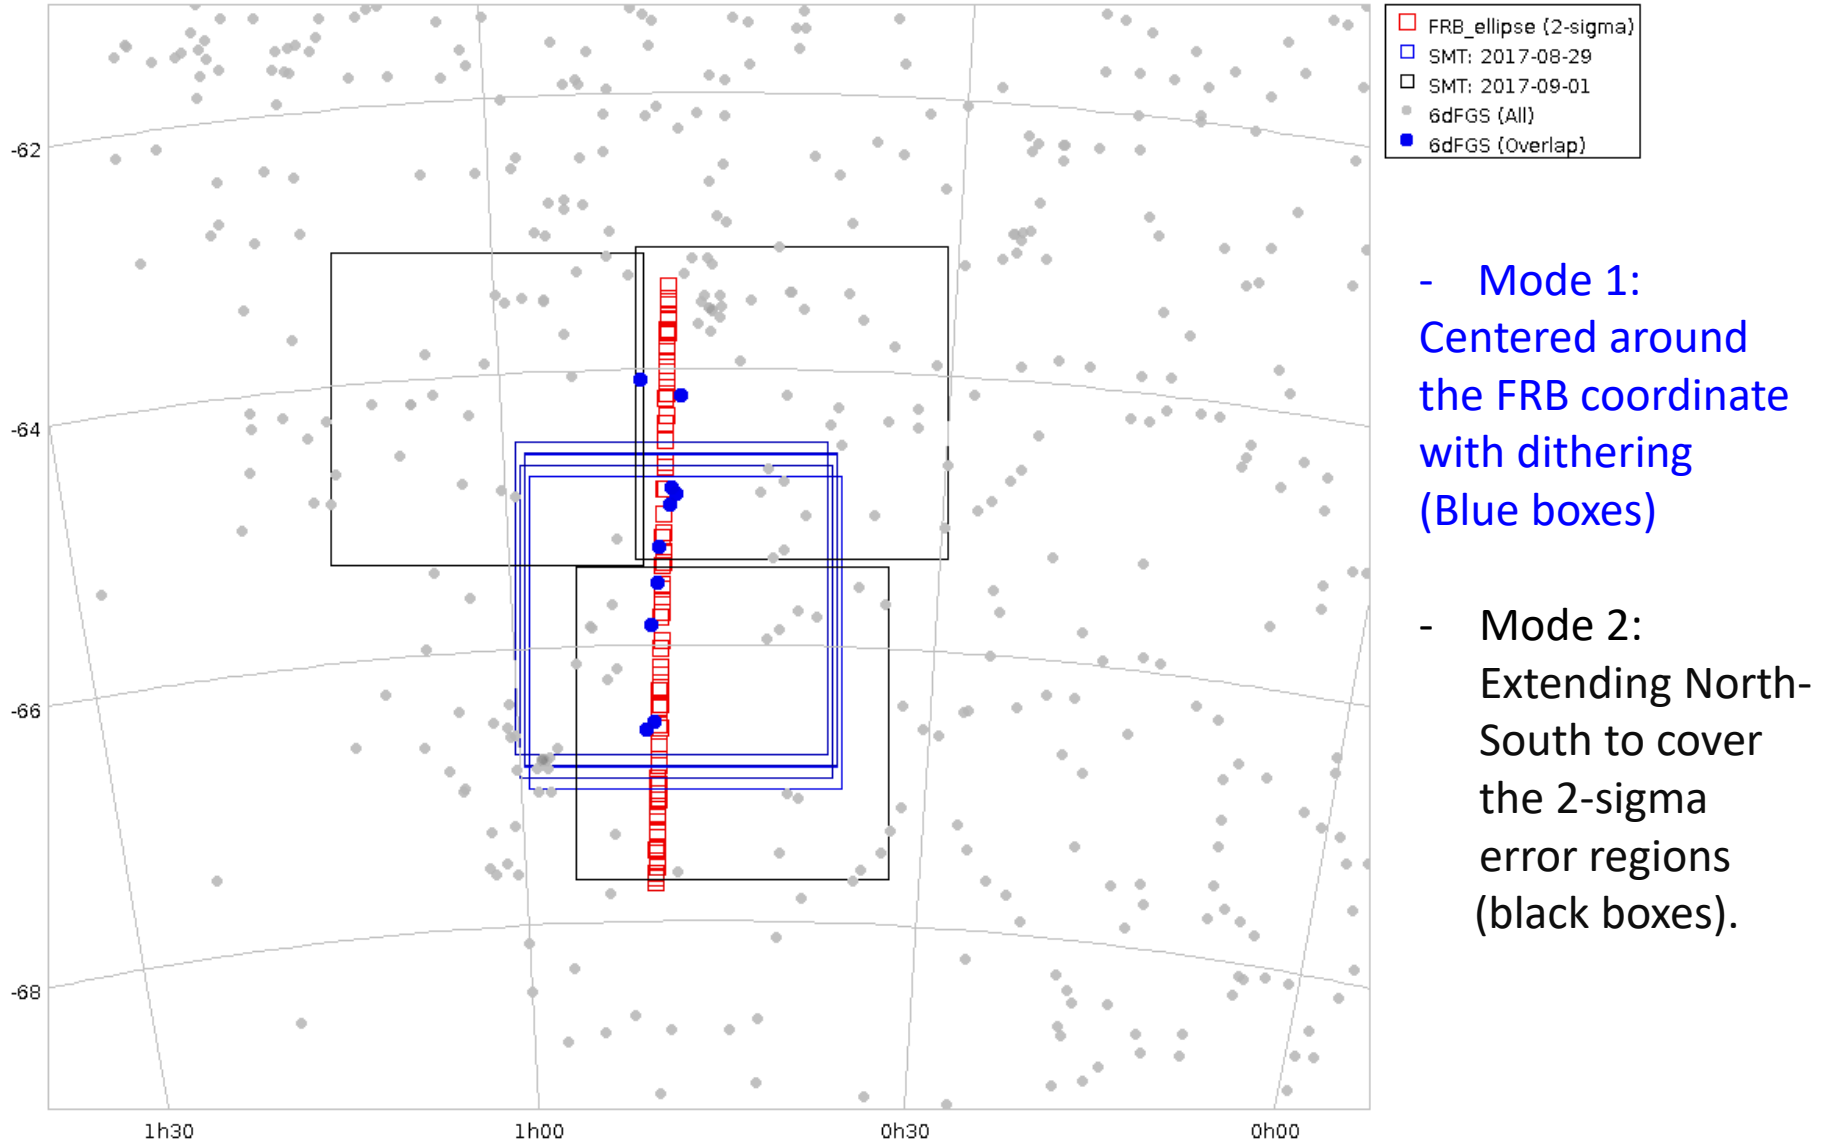 FRB_ellipse (2-sigma)
SMT: 2017-08-29
SMT: 2017-09-01
6dFGS (All)
6dFGS (Overlap)
-62
-64
-66
-68
1h30
1h00
0h30
0h00
- Mode 1:
Centered around
the FRB coordinate
with dithering
(Blue boxes)
- Mode 2:
Extending North-
South to cover
the 2-sigma
error regions
(black boxes).